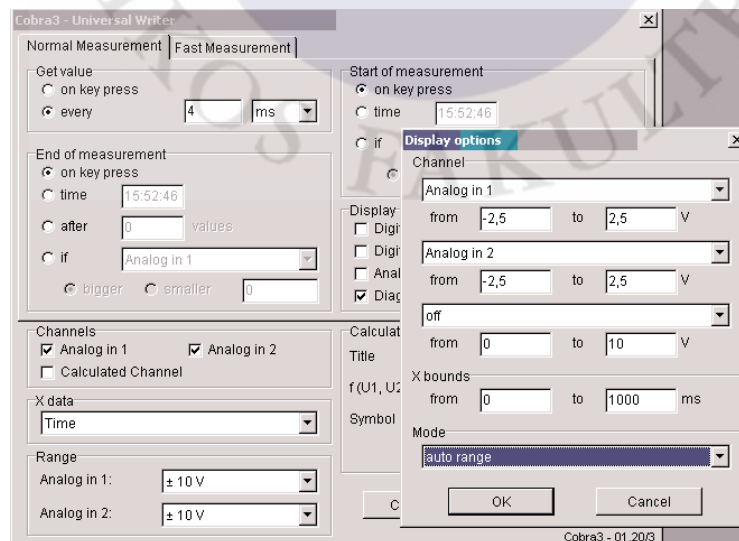 Cobra3 - Universal Writer
Normal Measurement Fast Measurement
Get value
on key press
every 4 ms
End of measurement
on key press
time 15:52:46
after 0 values
if Analog in 1
bigger smaller 0
Channels
Analog in 1 Analog in 2
Calculated Channel
X data
Time
Range
Analog in 1: ± 10 V
Analog in 2: ± 10 V
Start of measurement
on key press
time 15:52:46
if
Display
Diag
Title
f (U1, U2
Symbol
Display options
Channel
Analog in 1
from -2,5 to 2,5 V
Analog in 2
from -2,5 to 2,5 V
off
from 0 to 10 V
X bounds
from 0 to 1000 ms
Mode
auto range
OK Cancel
Cobra3 - 01.20/3
FAKULTE